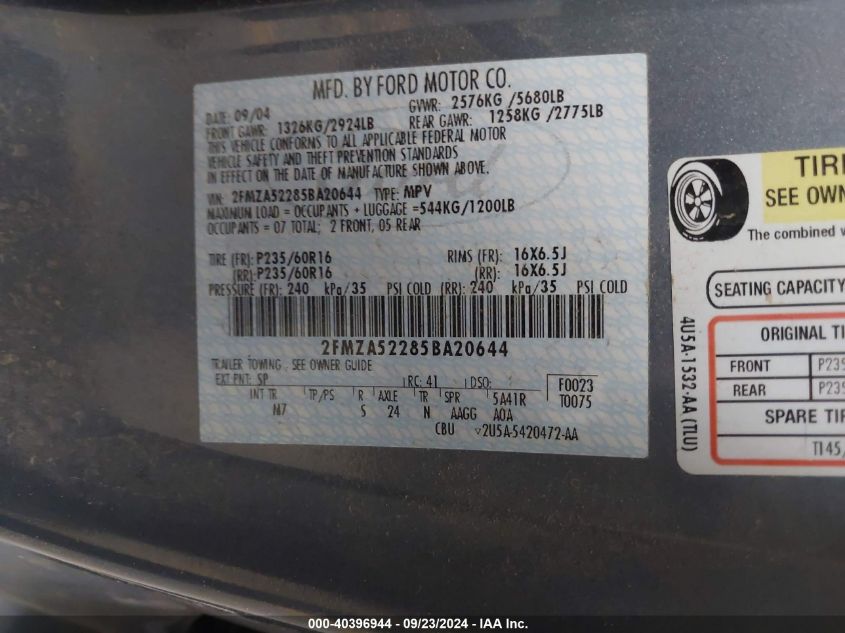 MFD. BY FORD MOTOR CO.
DATE: 09/04 GVWR: 2576KG /5680LB
FRONT GAWR: 1326KG/2924LB REAR GAWR: 1258KG /2775LB
THIS VEHICLE CONFORMS TO ALL APPLICABLE FEDERAL MOTOR
VEHICLE SAFETY AND THEFT PREVENTION STANDARDS
IN EFFECT ON THE DATE OF MANUFACTURE SHOWN ABOVE.
VIN: 2FMZA52285BA20644 TYPE: MPV
MAXIMUM LOAD = OCCUPANTS + LUGGAGE =544KG/1200LB
OCCUPANTS = 07 TOTAL; 2 FRONT, 05 REAR
TIRE (FR): P235/60R16 RIMS (FR): 16X6.5J
(RR): P235/60R16 (RR): 16X6.5J
PRESSURE (FR): 240 kPa/35 PSI COLD (RR): 240 kPa/35 PSI COLD
2FMZA52285BA20644
TRAILER TOWING - SEE OWNER GUIDE
EXT PNT: SP RC: 41 DSO: F0023
INT TR TP/PS R AXLE TR SPR 5A41R T0075
M7 S 24 N AAGG AOA
CBU ▽2U5A-5420472-AA
TIRE
SEE OWN
The combined
SEATING CAPACITY
ORIGINAL TI
FRONT P235
REAR P235
SPARE TIR
T145/
4U5A-1532-AA (TLU)
000-40396944 / 09/23/2024 - IAA Inc.